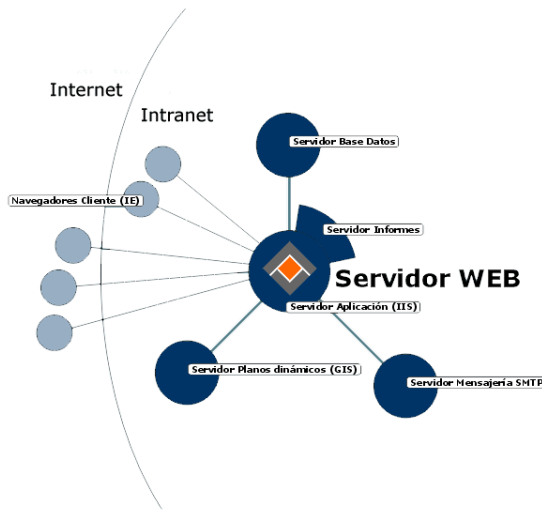 Internet
Intranet
Servidor Base Datos
Navegadores Cliente (IE)
Servidor Informes
Servidor WEB
Servidor Aplicación (IIS)
Servidor Planos dinámicos (GIS)
Servidor Mensajería SMTP